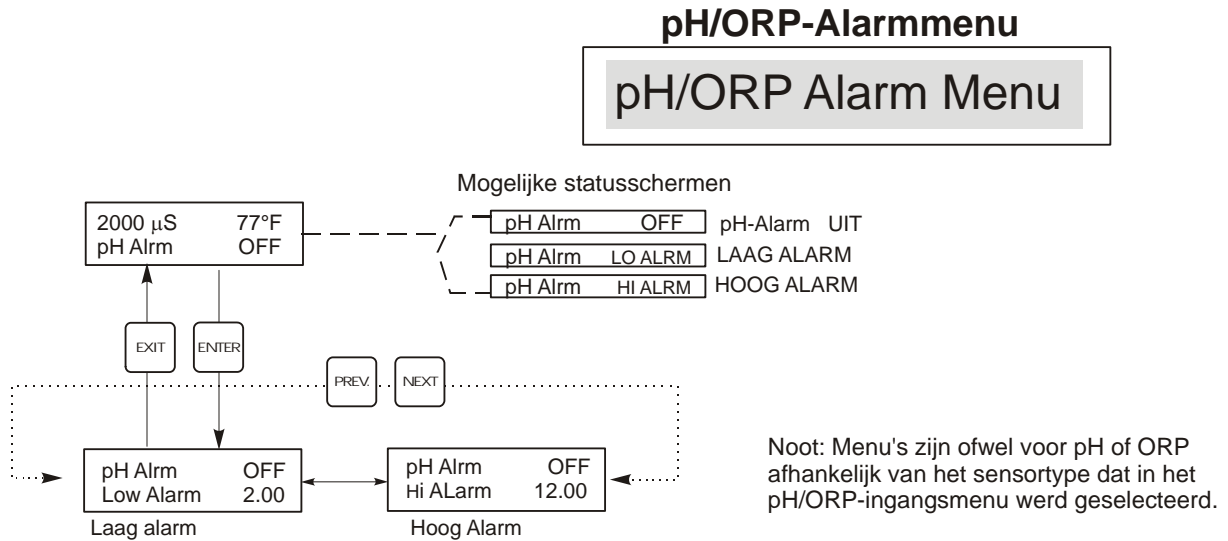 pH/ORP-Alarmmenu
pH/ORP Alarm Menu
Mogelijke statusschermen
2000 μS 77°F
pH Alrm OFF
pH Alrm OFF pH-Alarm UIT
pH Alrm LO ALRM LAAG ALARM
pH Alrm HI ALRM HOOG ALARM
EXIT ENTER
PREV. NEXT
pH Alrm OFF
Low Alarm 2.00
Laag alarm
pH Alrm OFF
Hi ALarm 12.00
Hoog Alarm
Noot: Menu's zijn ofwel voor pH of ORP
afhankelijk van het sensortype dat in het
pH/ORP-ingangsmenu werd geselecteerd.